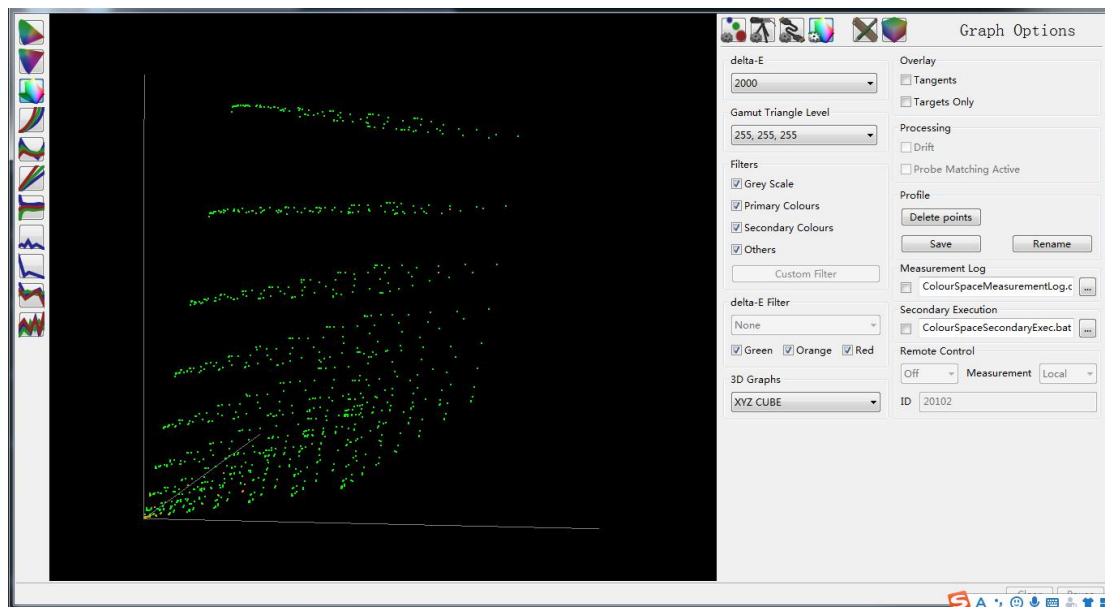 Graph Options
delta-E
2000
Gamut Triangle Level
255, 255, 255
Filters
Grey Scale
Primary Colours
Secondary Colours
Others
Custom Filter
delta-E Filter
None
Green Orange Red
3D Graphs
XYZ CUBE
Overlay
Tangents
Targets Only
Processing
Drift
Probe Matching Active
Profile
Delete points
Save Rename
Measurement Log
ColourSpaceMeasurementLog.c ...
Secondary Execution
ColourSpaceSecondaryExec.bat ...
Remote Control
Off Measurement Local
ID 20102
S A